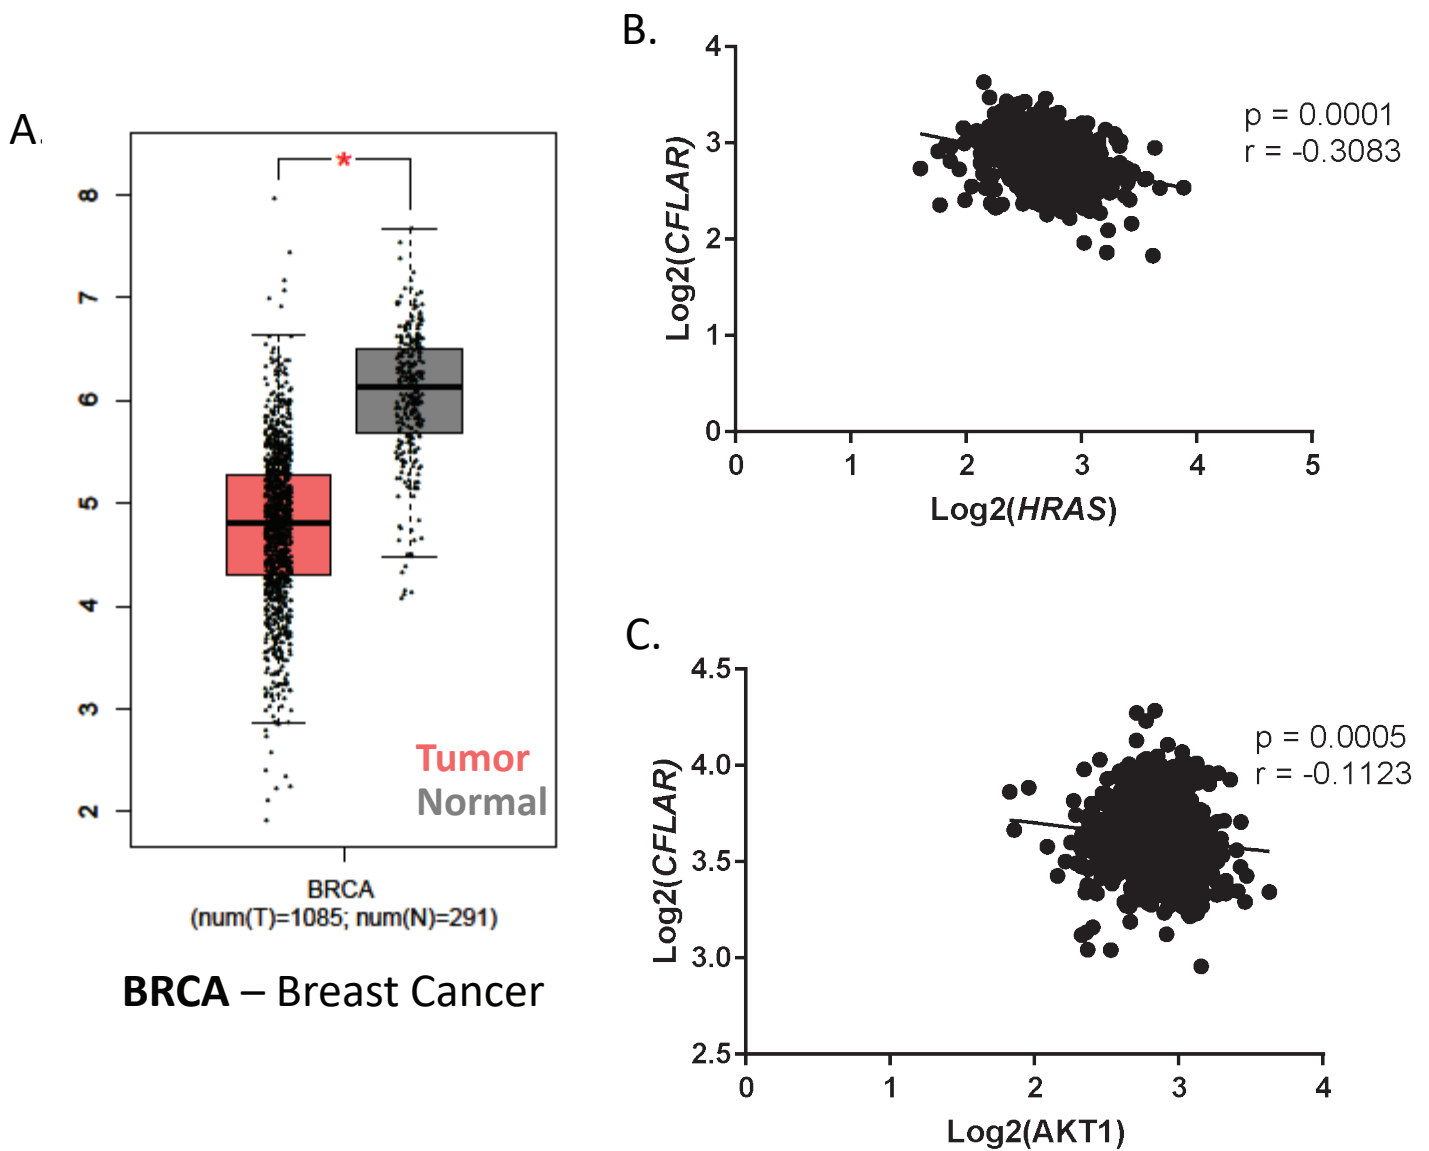 A.
*
8
7
6
5
4
3
2
Tumor
Normal
BRCA
(num(T)=1085; num(N)=291)
BRCA – Breast Cancer
B.
4
3
2
1
0
Log2(CFLAR)
p = 0.0001
r = -0.3083
0 1 2 3 4 5
Log2(HRAS)
C.
4.5
4.0
3.5
3.0
2.5
Log2(CFLAR)
p = 0.0005
r = -0.1123
0 1 2 3 4
Log2(AKT1)